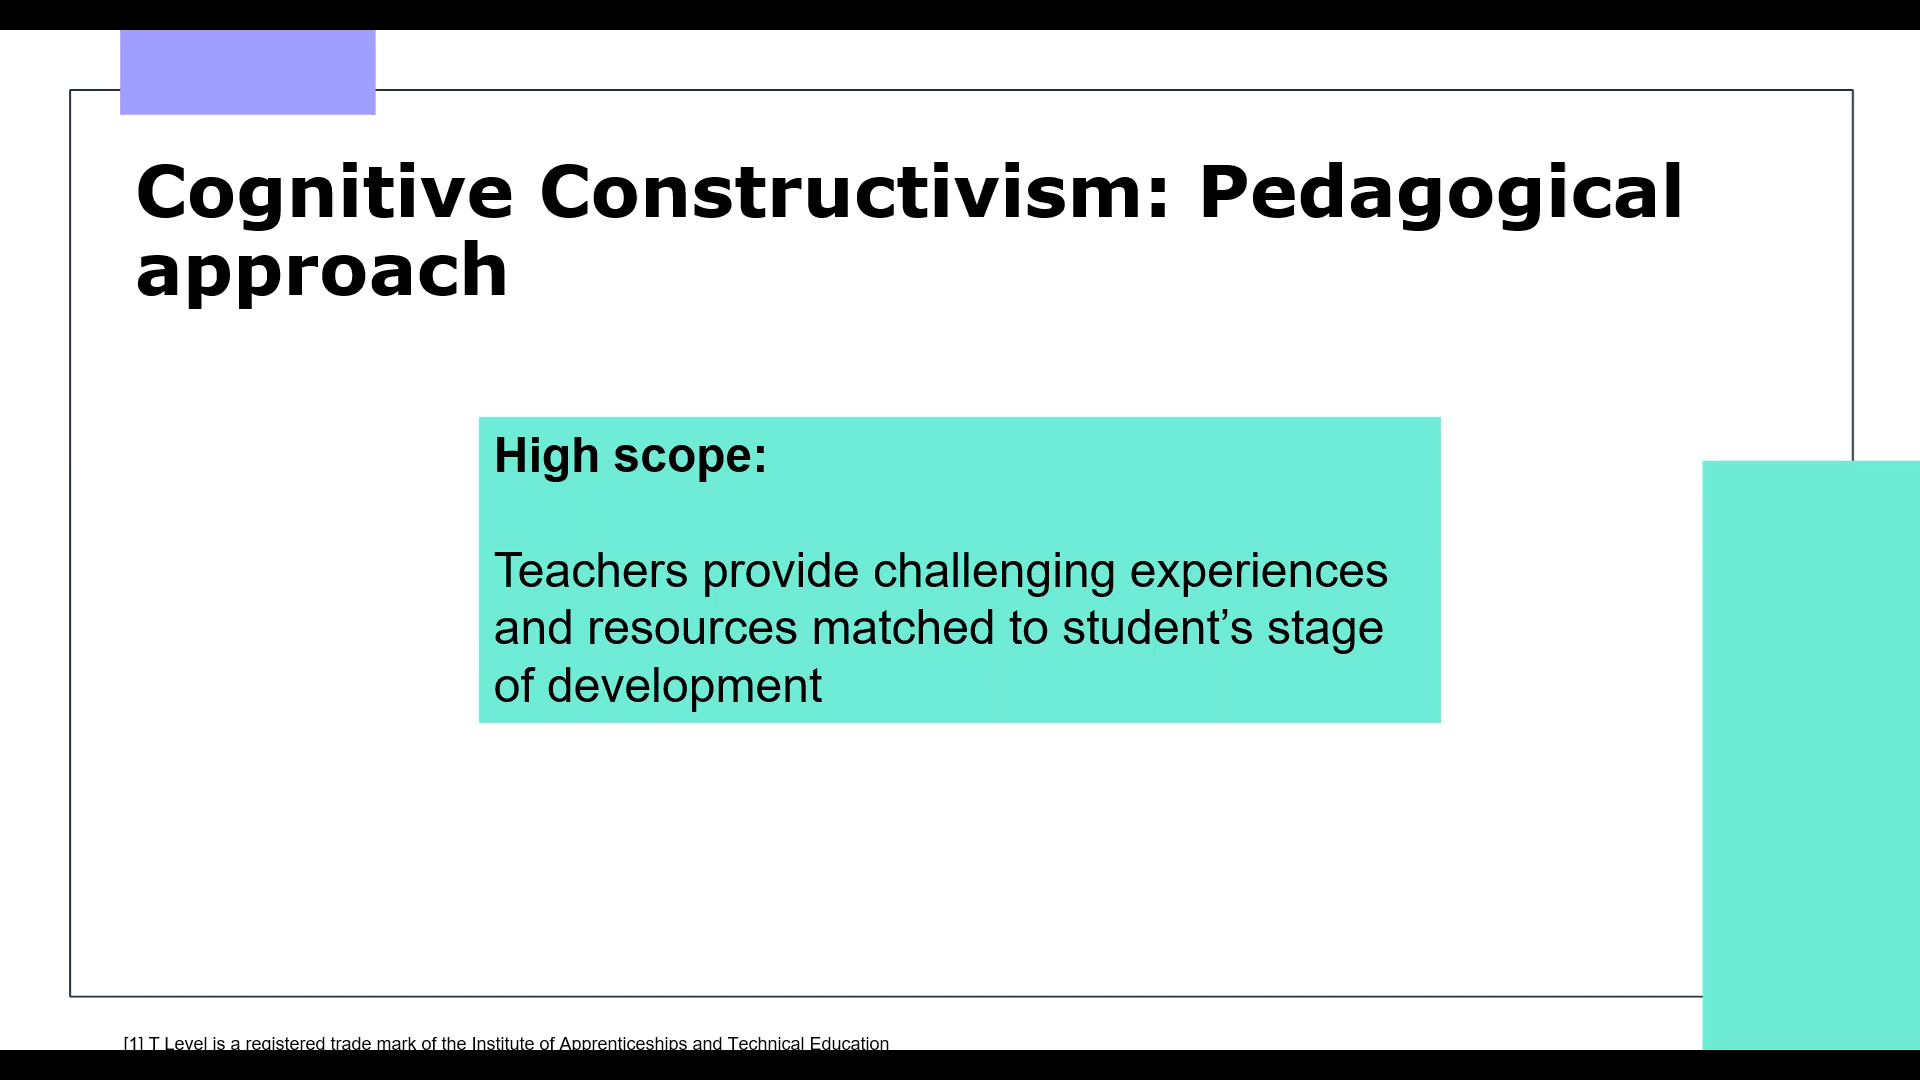 Cognitive Constructivism: Pedagogical
approach
High scope:
Teachers provide challenging experiences
and resources matched to student’s stage
of development
[1] T Level is a registered trade mark of the Institute of Apprenticeships and Technical Education